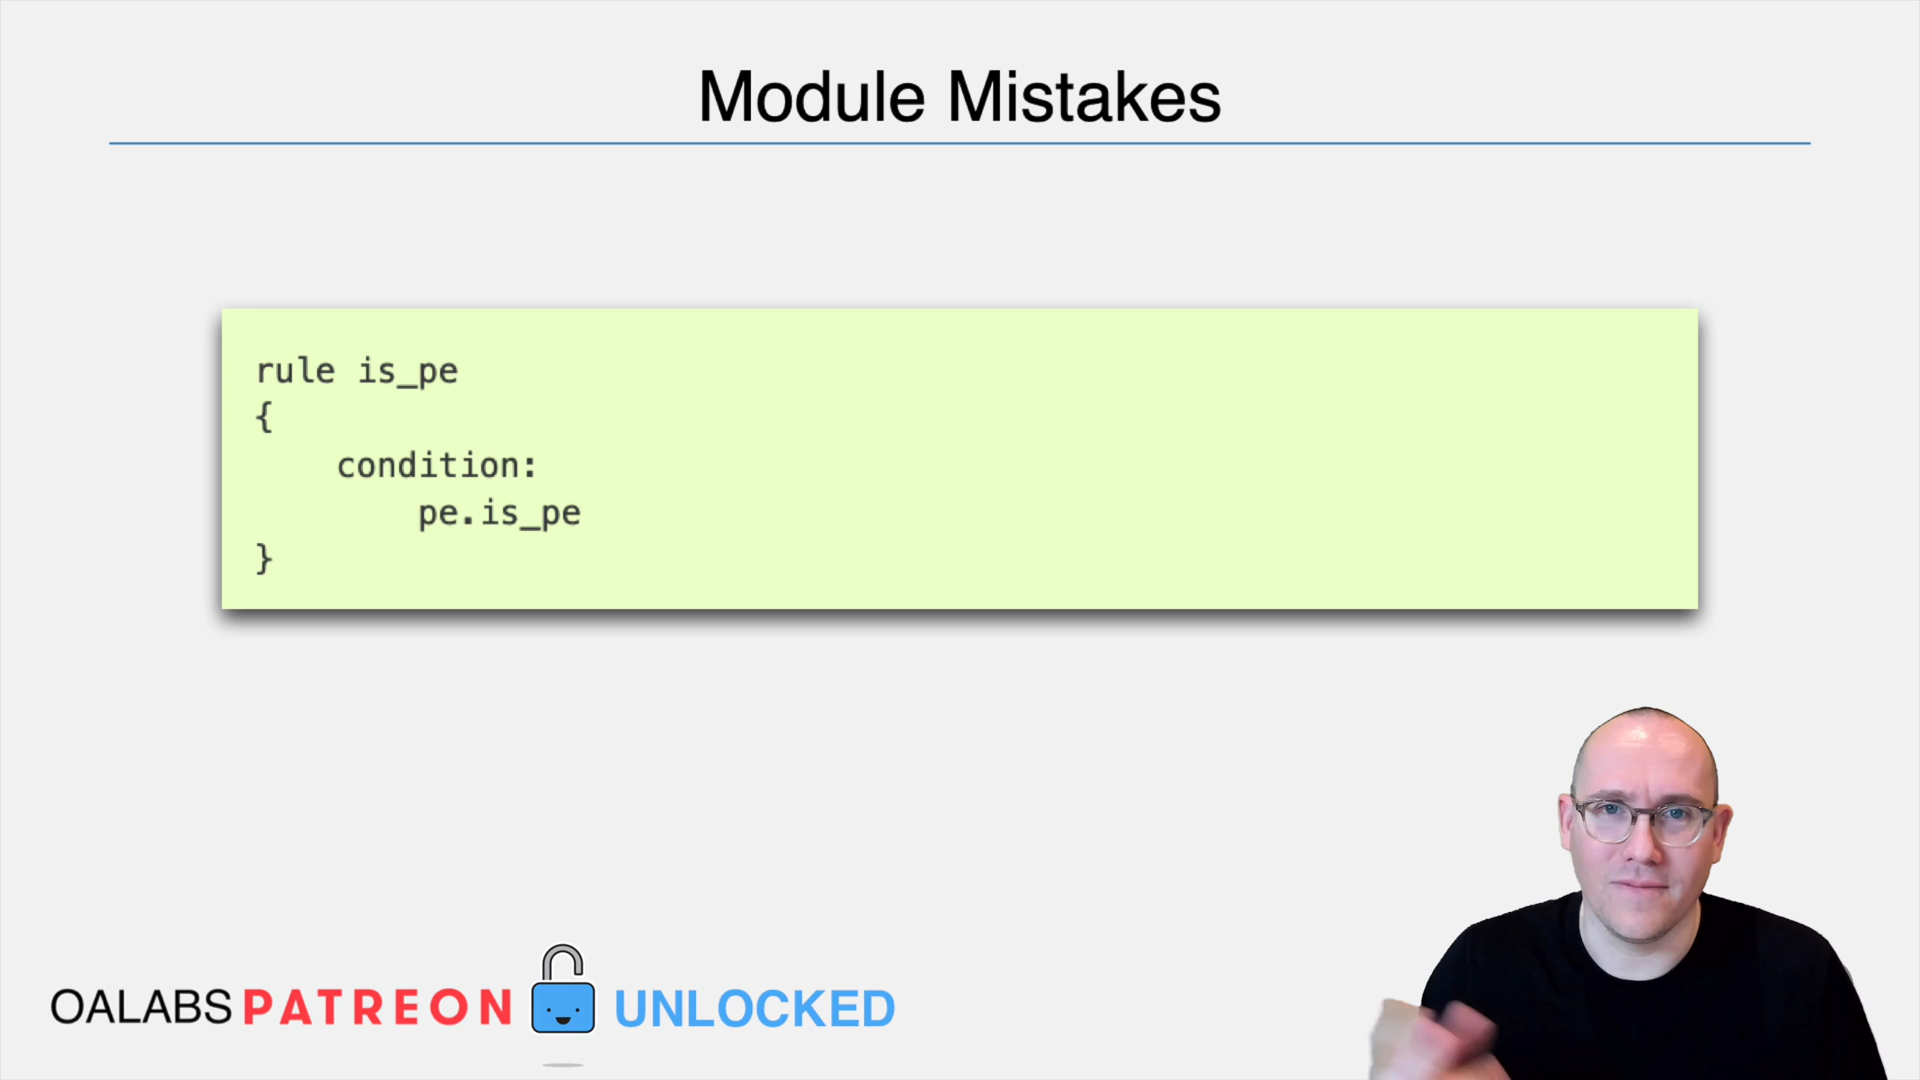 Module Mistakes
rule is_pe
{
    condition:
        pe.is_pe
}
OALABS PATREON UNLOCKED